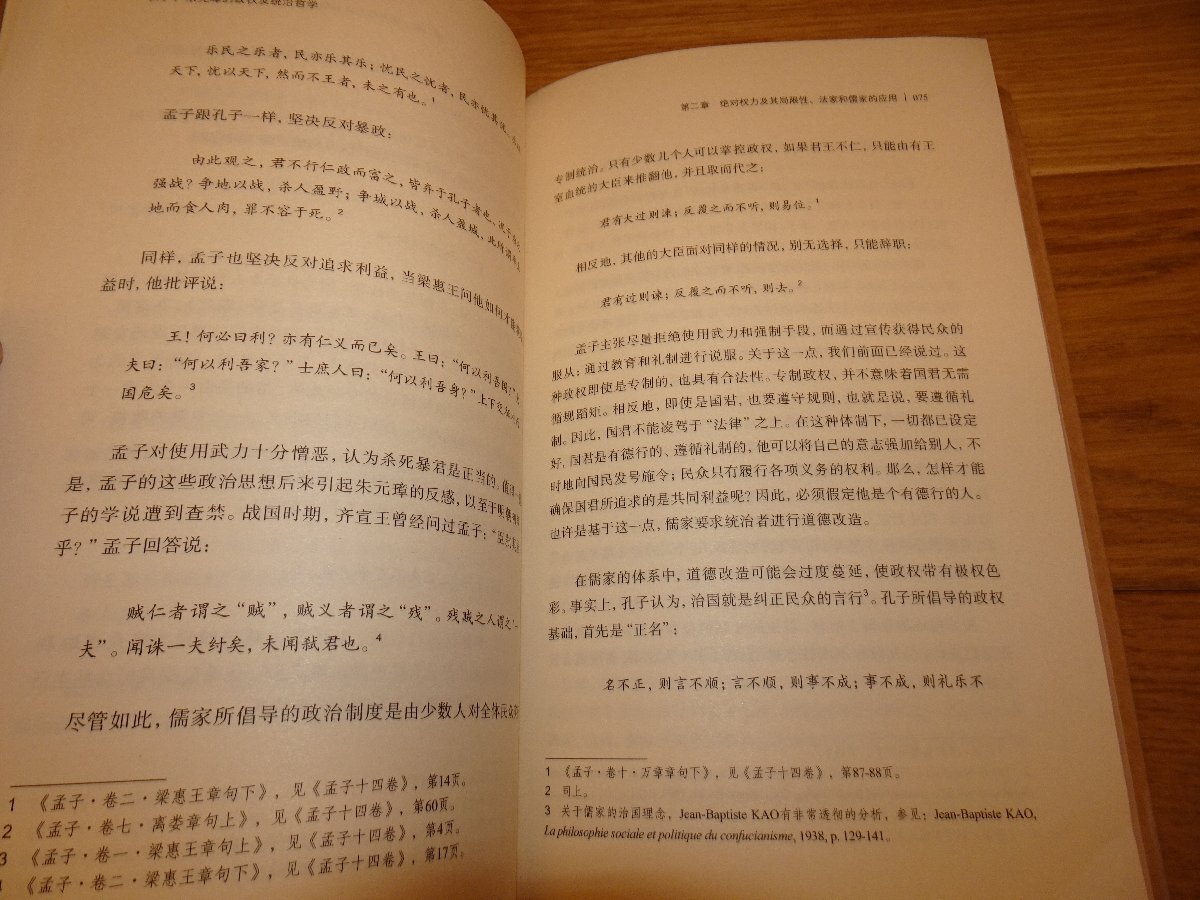 的政权及统治哲学
乐民之乐者，民亦乐其乐；忧民之忧者，民亦忧其忧。
天下，忧以天下，然而不王者，未之有也。1
孟子跟孔子一样，坚决反对暴政：
由此观之，君不行仁政而富之，皆弃于孔子者也，况于
强战？争地以战，杀人盈野；争城以战，杀人盈城，此所谓
地而食人肉，罪不容于死。2
同样，孟子也坚决反对追求利益，当梁惠王问他如何才能
益时，他批评说：
王！何必曰利？亦有仁义而已矣。王曰：“何以利吾国？”
夫曰：“何以利吾家？”士庶人曰：“何以利吾身？”上下交
国危矣。3
孟子对使用武力十分憎恶，认为杀死暴君是正当的。值得
是，孟子的这些政治思想后来引起朱元璋的反感，以至于明朝
子的学说遭到查禁。战国时期，齐宣王曾经问过孟子：“臣弑
乎？”孟子回答说：
贼仁者谓之“贼”，贼义者谓之“残”。残贼之人谓之“一
夫”。闻诛一夫纣矣，未闻弑君也。4
尽管如此，儒家所倡导的政治制度是由少数人对全体民众
1 《孟子·卷二·梁惠王章句下》，见《孟子十四卷》，第14页。
2 《孟子·卷七·离娄章句上》，见《孟子十四卷》，第60页。
3 《孟子·卷一·梁惠王章句上》，见《孟子十四卷》，第4页。
《孟子·卷二·梁惠王章句下》，见《孟子十四卷》，第17页。
第二章 绝对权力及其局限性、法家和儒家的应用 | 075
专制统治。只有少数几个人可以掌控政权，如果君王不仁，只能由有王
室血统的大臣来推翻他，并且取而代之：
君有大过则谏；反覆之而不听，则易位。1
相反地，其他的大臣面对同样的情况，别无选择，只能辞职：
君有过则谏；反覆之而不听，则去。2
孟子主张尽量拒绝使用武力和强制手段，而通过宣传获得民众的
服从；通过教育和礼制进行说服。关于这一点，我们前面已经说过。这
种政权即使是专制的，也具有合法性。专制政权，并不意味着国君无需
循规蹈矩。相反地，即使是国君，也要遵守规则，也就是说，要遵循礼
制。因此，国君不能凌驾于“法律”之上。在这种体制下，一切都已设定
好，国君是有德行的、遵循礼制的，他可以将自己的意志强加给别人，不
时地向国民发号施令；民众只有履行各项义务的权利。那么，怎样才能
确保国君所追求的是共同利益呢？因此，必须假定他是个有德行的人。
也许是基于这一点，儒家要求统治者进行道德改造。
在儒家的体系中，道德改造可能会过度蔓延，使政权带有极权色
彩。事实上，孔子认为，治国就是纠正民众的言行3。孔子所倡导的政权
基础，首先是“正名”：
名不正，则言不顺；言不顺，则事不成；事不成，则礼乐不
1 《孟子·卷十·万章章句下》，见《孟子十四卷》，第87-88页。
2 同上。
3 关于儒家的治国理念，Jean-Baptiste KAO有非常透彻的分析，参见：Jean-Baptiste KAO,
La philosophie sociale et politique du confucianisme, 1938, p. 129-141。